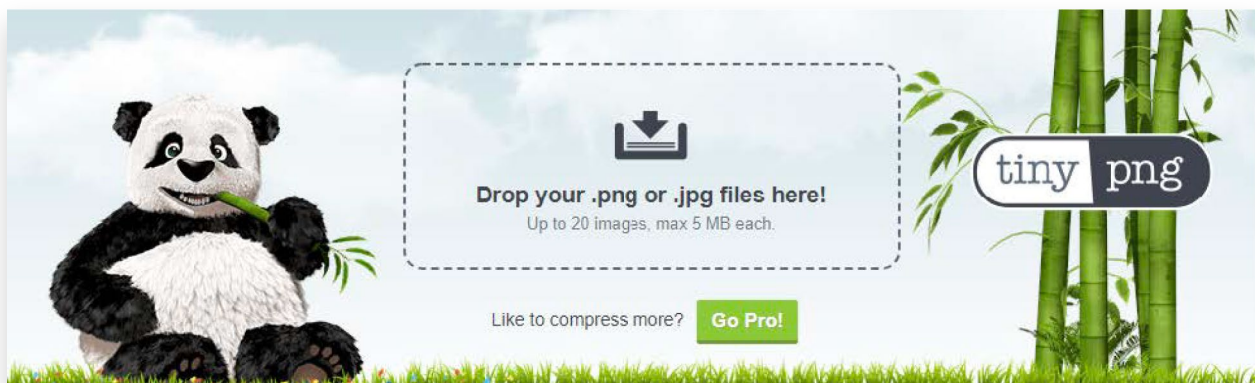 Drop your .png or .jpg files here!
Up to 20 images, max 5 MB each.
tiny png
Like to compress more? Go Pro!